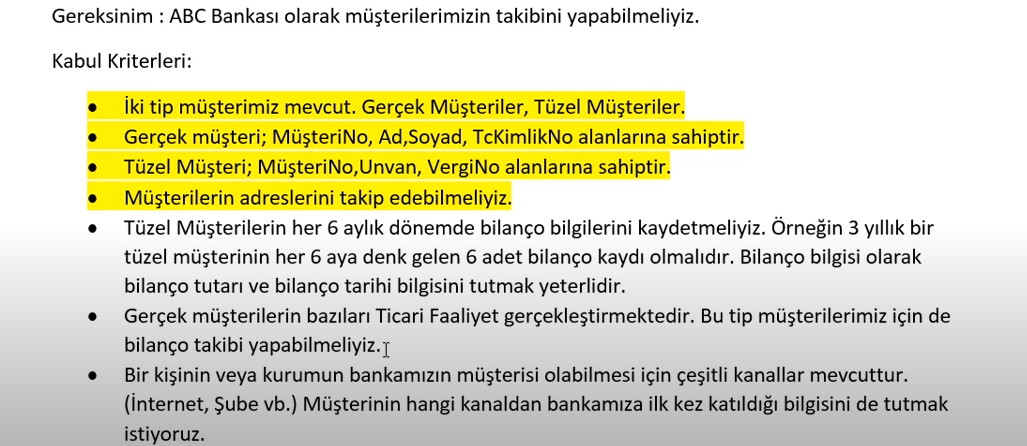 Gereksinim : ABC Bankası olarak müşterilerimizin takibini yapabilmeliyiz.
Kabul Kriterleri:
• İki tip müşterimiz mevcut. Gerçek Müşteriler, Tüzel Müşteriler.
• Gerçek müşteri; MüşteriNo, Ad,Soyad, TcKimlikNo alanlarına sahiptir.
• Tüzel Müşteri; MüşteriNo,Unvan, VergiNo alanlarına sahiptir.
• Müşterilerin adreslerini takip edebilmeliyiz.
• Tüzel Müşterilerin her 6 aylık dönemde bilanço bilgilerini kaydetmeliyiz. Örneğin 3 yıllık bir
tüzel müşterinin her 6 aya denk gelen 6 adet bilanço kaydı olmalıdır. Bilanço bilgisi olarak
bilanço tutarı ve bilanço tarihi bilgisini tutmak yeterlidir.
• Gerçek müşterilerin bazıları Ticari Faaliyet gerçekleştirmektedir. Bu tip müşterilerimiz için de
bilanço takibi yapabilmeliyiz.
• Bir kişinin veya kurumun bankamızın müşterisi olabilmesi için çeşitli kanallar mevcuttur.
(İnternet, Şube vb.) Müşterinin hangi kanaldan bankamıza ilk kez katıldığı bilgisini de tutmak
istiyoruz.